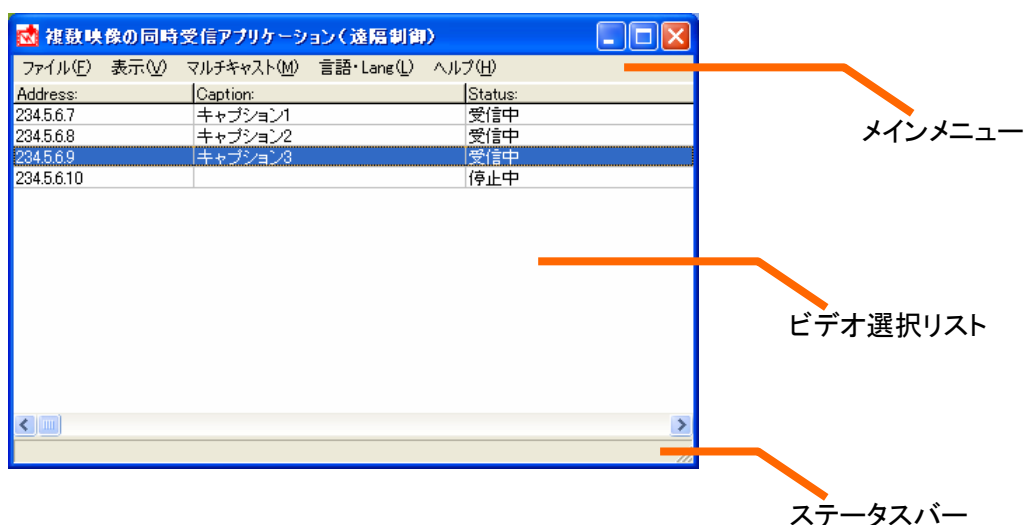 複数映像の同時受信アプリケーション(遠隔制御)
ファイル(F) 表示(V) マルチキャスト(M) 言語・Lang(L) ヘルプ(H)
Address: Caption: Status:
234.5.6.7 キャプション1 受信中
234.5.6.8 キャプション2 受信中
234.5.6.9 キャプション3 受信中
234.5.6.10 停止中
メインメニュー
ビデオ選択リスト
ステータスバー